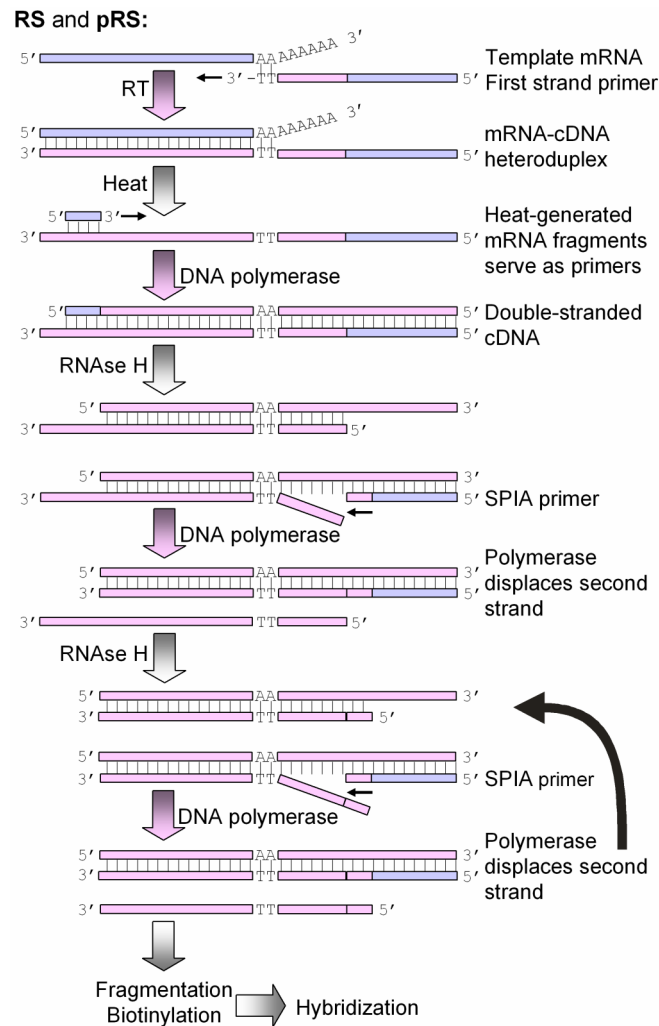 RS and pRS:
5′ AA AAAAAA 3′
Template mRNA
3′ -TT
First strand primer
RT
5′ AA AAAAAA 3′
3′ TT 5′
mRNA-cDNA
heteroduplex
Heat
5′ 3′
3′ TT 5′
Heat-generated
mRNA fragments
serve as primers
DNA polymerase
5′ AA 3′
3′ TT 5′
Double-stranded
cDNA
RNAse H
5′ AA 3′
3′ TT 5′
5′ AA 3′
3′ TT 5′
SPIA primer
DNA polymerase
5′ AA 3′
3′ TT 5′
Polymerase
displaces second
strand
3′ TT 5′
RNAse H
5′ AA 3′
3′ TT 5′
5′ AA 3′
3′ TT 5′
SPIA primer
DNA polymerase
5′ AA 3′
3′ TT 5′
Polymerase
displaces second
strand
3′ TT 5′
Fragmentation
Biotinylation
Hybridization